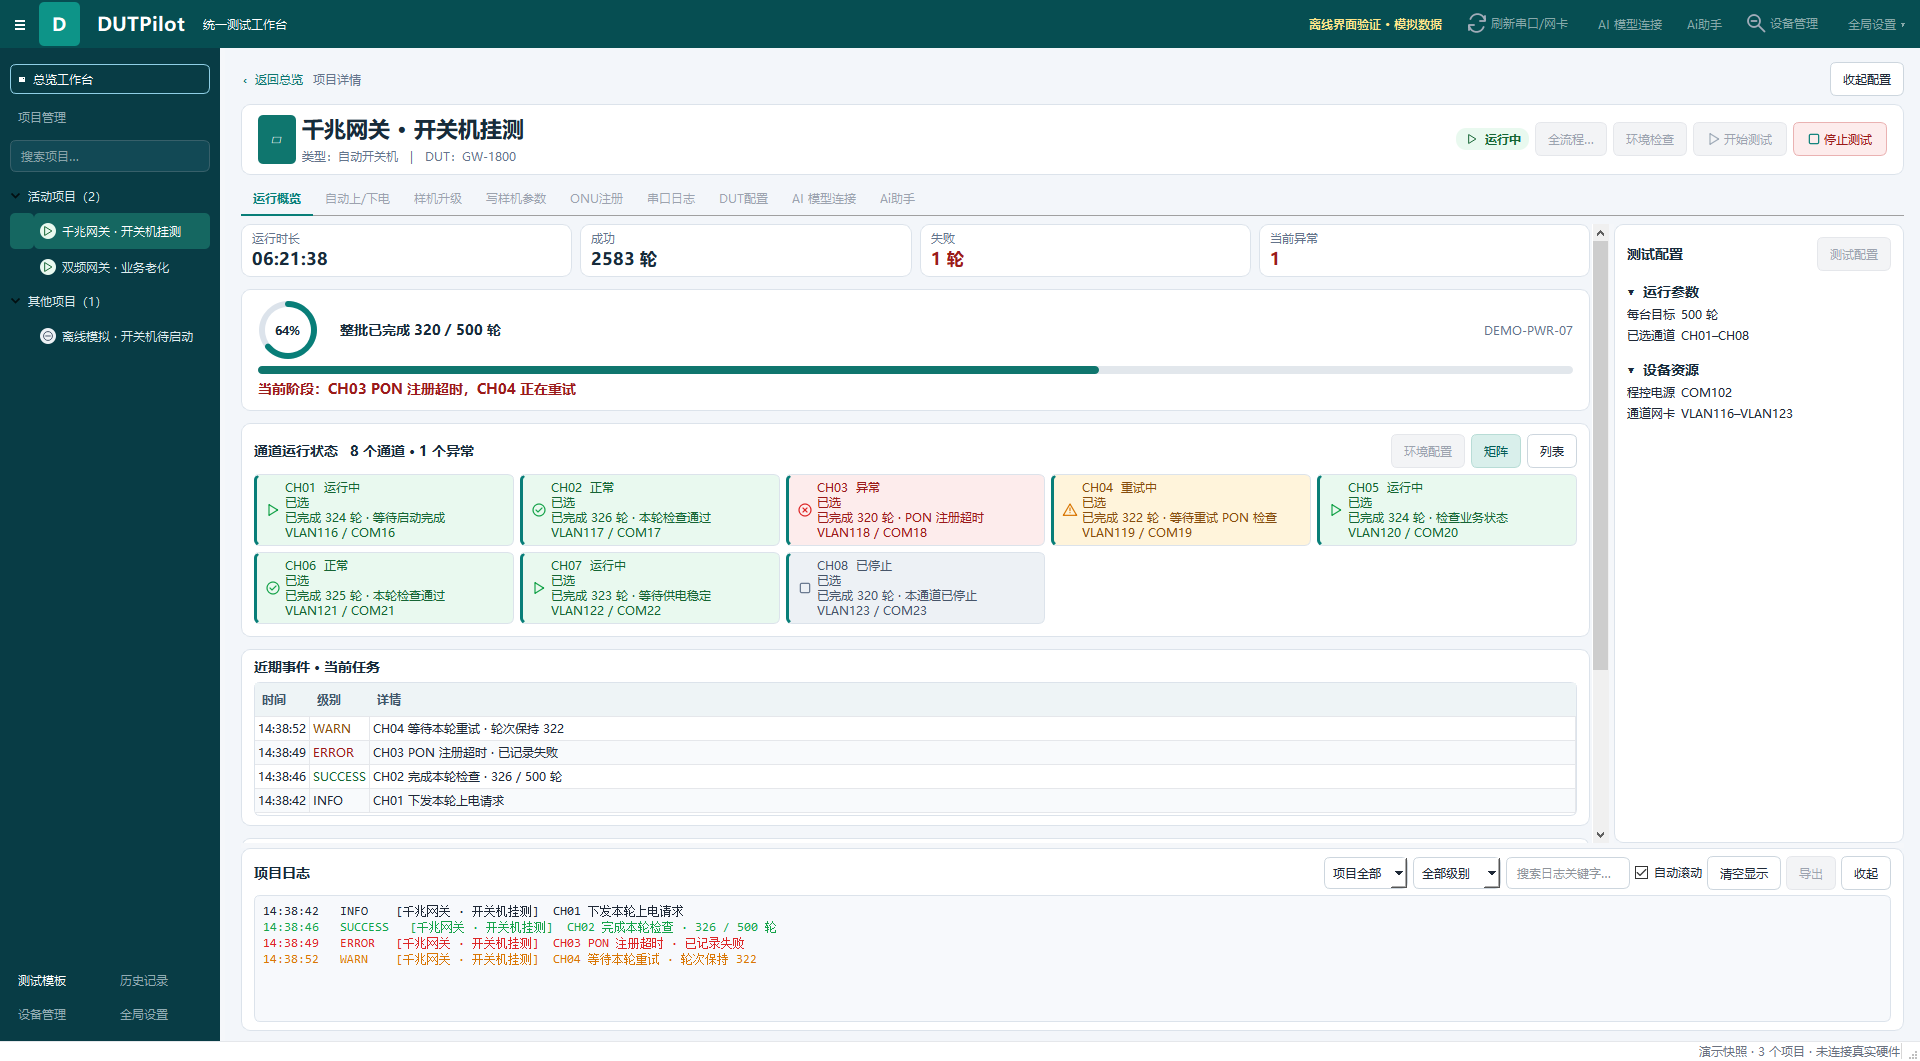 ☰ D DUTPilot 统一测试工作台 离线界面验证・模拟数据 刷新串口/网卡 AI 模型连接 Ai助手 设备管理 全局设置
总览工作台
项目管理
搜索项目...
活动项目（2）
千兆网关 · 开关机挂测
双频网关 · 业务老化
其他项目（1）
离线模拟 · 开关机待启动
测试模板 历史记录
设备管理 全局设置
‹ 返回总览 项目详情 收起配置
千兆网关・开关机挂测
类型：自动开关机 | DUT：GW-1800
运行中 全流程... 环境检查 开始测试 停止测试
运行概览 自动上/下电 样机升级 写样机参数 ONU注册 串口日志 DUT配置 AI 模型连接 Ai助手
运行时长
06:21:38
成功
2583 轮
失败
1 轮
当前异常
1
64% 整批已完成 320 / 500 轮 DEMO-PWR-07
当前阶段：CH03 PON 注册超时，CH04 正在重试
通道运行状态 8 个通道 • 1 个异常 环境配置 矩阵 列表
CH01 运行中
已选
已完成 324 轮 · 等待启动完成
VLAN116 / COM16
CH02 正常
已选
已完成 326 轮 · 本轮检查通过
VLAN117 / COM17
CH03 异常
已选
已完成 320 轮 · PON 注册超时
VLAN118 / COM18
CH04 重试中
已选
已完成 322 轮 · 等待重试 PON 检查
VLAN119 / COM19
CH05 运行中
已选
已完成 324 轮 · 检查业务状态
VLAN120 / COM20
CH06 正常
已选
已完成 325 轮 · 本轮检查通过
VLAN121 / COM21
CH07 运行中
已选
已完成 323 轮 · 等待供电稳定
VLAN122 / COM22
CH08 已停止
已选
已完成 320 轮 · 本通道已停止
VLAN123 / COM23
近期事件 • 当前任务
时间 级别 详情
14:38:52 WARN CH04 等待本轮重试 · 轮次保持 322
14:38:49 ERROR CH03 PON 注册超时 · 已记录失败
14:38:46 SUCCESS CH02 完成本轮检查 · 326 / 500 轮
14:38:42 INFO CH01 下发本轮上电请求
测试配置 测试配置
运行参数
每台目标 500 轮
已选通道 CH01–CH08
设备资源
程控电源 COM102
通道网卡 VLAN116–VLAN123
项目日志 项目全部 全部级别 搜索日志关键字... 自动滚动 清空显示 导出 收起
14:38:42 INFO [千兆网关 · 开关机挂测] CH01 下发本轮上电请求
14:38:46 SUCCESS [千兆网关 · 开关机挂测] CH02 完成本轮检查 · 326 / 500 轮
14:38:49 ERROR [千兆网关 · 开关机挂测] CH03 PON 注册超时 · 已记录失败
14:38:52 WARN [千兆网关 · 开关机挂测] CH04 等待本轮重试 · 轮次保持 322
演示快照 · 3 个项目 · 未连接真实硬件